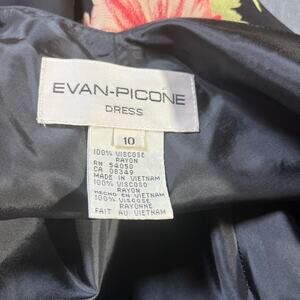 EVAN-PICONE
DRESS
10
100% VISCOSE
RAYON
RN 54050
CA 08349
MADE IN VIETNAM
100% VISCOSO
RAYON
HECHO EN VIETNAM
100% VISCOSE
RAYONNE
FAIT AU VIETNAM